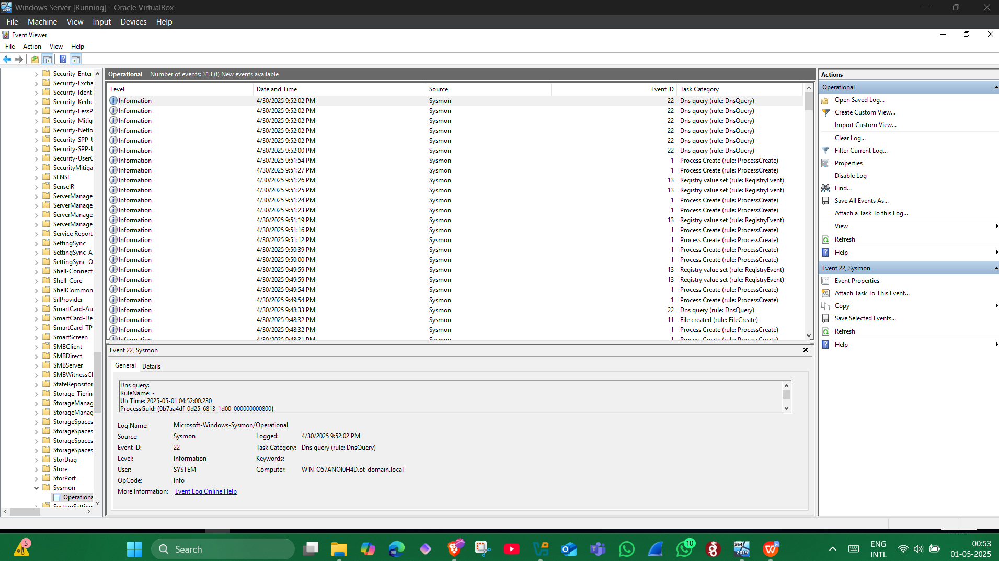 Windows Server [Running] - Oracle VirtualBox
File Machine View Input Devices Help
Event Viewer
File Action View Help
Security-Enter
Security-Excha
Security-Identi
Security-Kerbe
Security-LessP
Security-Mitig
Security-Netlo
Security-SPP-U
Security-SPP-U
Security-UserC
SecurityMitiga
SENSE
SenseIR
ServerManage
ServerManage
ServerManage
ServerManage
Service Report
SettingSync
SettingSync-A
SettingSync-O
Shell-Connect
Shell-Core
ShellCommon
SilProvider
SmartCard-Au
SmartCard-De
SmartCard-TP
SmartScreen
SMBClient
SMBDirect
SMBServer
SMBWitnessCl
StateRepositor
Storage-Tierin
StorageManag
StorageManag
StorageSpaces
StorageSpaces
StorageSpaces
StorageSpaces
StorDiag
Store
StorPort
Sysmon
Operationa
SystemSetting
Operational Number of events: 313 (!) New events available
Level Date and Time Source Event ID Task Category
Information 4/30/2025 9:52:02 PM Sysmon 22 Dns query (rule: DnsQuery)
Information 4/30/2025 9:52:02 PM Sysmon 22 Dns query (rule: DnsQuery)
Information 4/30/2025 9:52:02 PM Sysmon 22 Dns query (rule: DnsQuery)
Information 4/30/2025 9:52:02 PM Sysmon 22 Dns query (rule: DnsQuery)
Information 4/30/2025 9:52:02 PM Sysmon 22 Dns query (rule: DnsQuery)
Information 4/30/2025 9:52:00 PM Sysmon 22 Dns query (rule: DnsQuery)
Information 4/30/2025 9:51:54 PM Sysmon 1 Process Create (rule: ProcessCreate)
Information 4/30/2025 9:51:27 PM Sysmon 1 Process Create (rule: ProcessCreate)
Information 4/30/2025 9:51:26 PM Sysmon 13 Registry value set (rule: RegistryEvent)
Information 4/30/2025 9:51:25 PM Sysmon 13 Registry value set (rule: RegistryEvent)
Information 4/30/2025 9:51:24 PM Sysmon 1 Process Create (rule: ProcessCreate)
Information 4/30/2025 9:51:23 PM Sysmon 1 Process Create (rule: ProcessCreate)
Information 4/30/2025 9:51:19 PM Sysmon 13 Registry value set (rule: RegistryEvent)
Information 4/30/2025 9:51:16 PM Sysmon 1 Process Create (rule: ProcessCreate)
Information 4/30/2025 9:51:12 PM Sysmon 1 Process Create (rule: ProcessCreate)
Information 4/30/2025 9:50:39 PM Sysmon 1 Process Create (rule: ProcessCreate)
Information 4/30/2025 9:50:00 PM Sysmon 1 Process Create (rule: ProcessCreate)
Information 4/30/2025 9:49:59 PM Sysmon 13 Registry value set (rule: RegistryEvent)
Information 4/30/2025 9:49:59 PM Sysmon 13 Registry value set (rule: RegistryEvent)
Information 4/30/2025 9:49:54 PM Sysmon 1 Process Create (rule: ProcessCreate)
Information 4/30/2025 9:49:54 PM Sysmon 1 Process Create (rule: ProcessCreate)
Information 4/30/2025 9:48:33 PM Sysmon 22 Dns query (rule: DnsQuery)
Information 4/30/2025 9:48:32 PM Sysmon 11 File created (rule: FileCreate)
Information 4/30/2025 9:48:32 PM Sysmon 1 Process Create (rule: ProcessCreate)
Information 4/30/2025 9:48:31 PM Sysmon 1 Process Create (rule: ProcessCreate)
Event 22, Sysmon
General Details
Dns query:
RuleName: -
UtcTime: 2025-05-01 04:52:00.230
ProcessGuid: {9b7aa4df-0d25-6813-1d00-000000000800}
Log Name: Microsoft-Windows-Sysmon/Operational
Source: Sysmon Logged: 4/30/2025 9:52:02 PM
Event ID: 22 Task Category: Dns query (rule: DnsQuery)
Level: Information Keywords:
User: SYSTEM Computer: WIN-O57ANOI0H4D.ot-domain.local
OpCode: Info
More Information: Event Log Online Help
Actions
Operational
Open Saved Log...
Create Custom View...
Import Custom View...
Clear Log...
Filter Current Log...
Properties
Disable Log
Find...
Save All Events As...
Attach a Task To this Log...
View
Refresh
Help
Event 22, Sysmon
Event Properties
Attach Task To This Event...
Copy
Save Selected Events...
Refresh
Help
5
Search
10
X64
2019
ENG
INTL
00:53
01-05-2025